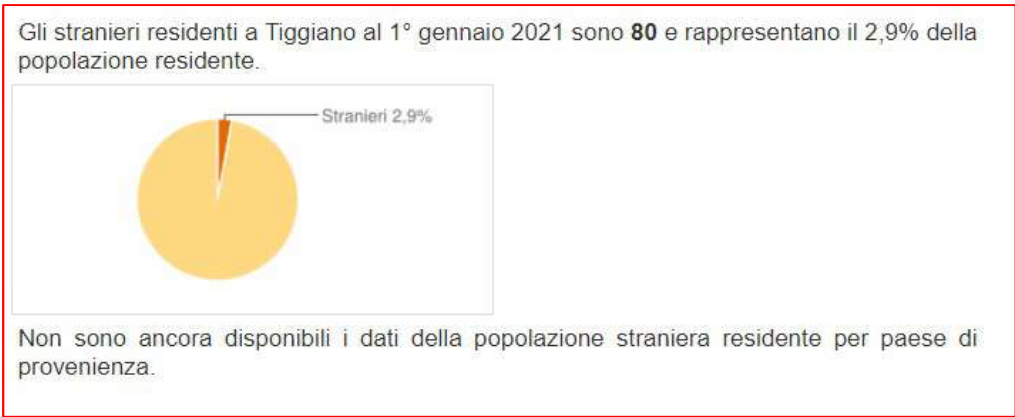 Gli stranieri residenti a Tiggiano al 1° gennaio 2021 sono 80 e rappresentano il 2,9% della
popolazione residente.
Stranieri 2,9%
Non sono ancora disponibili i dati della popolazione straniera residente per paese di
provenienza.